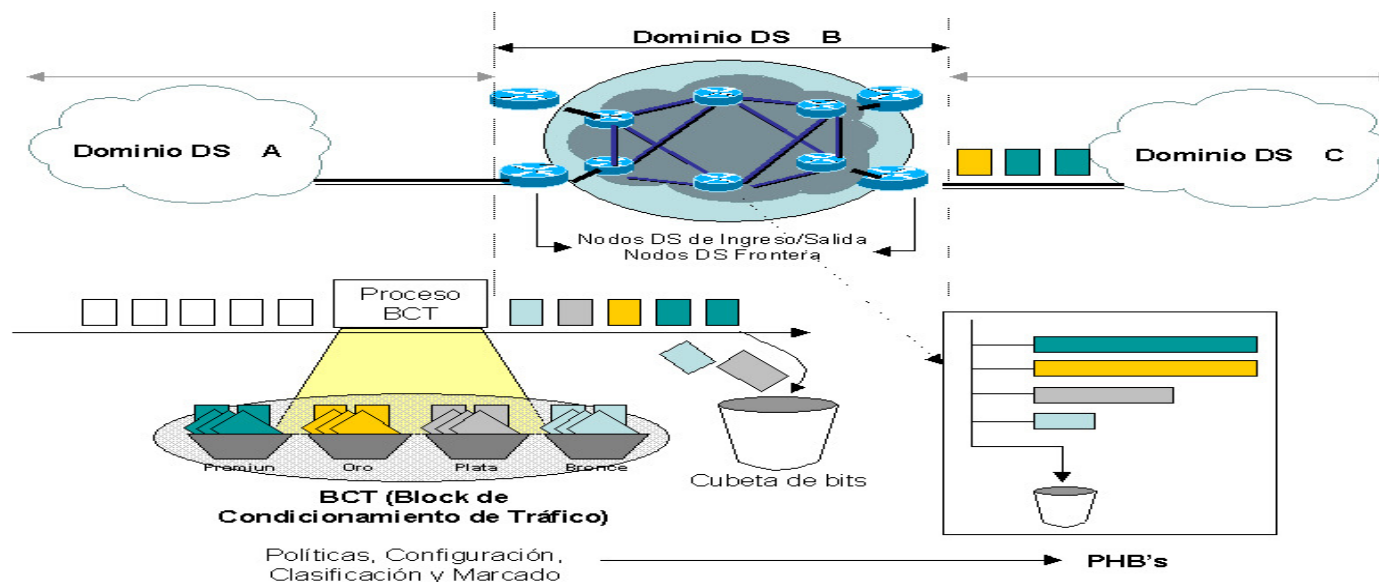 Dominio DS B
Dominio DS A
Dominio DS C
Nodos DS de Ingreso/Salida
Nodos DS Frontera
Proceso
BCT
Premiun
Oro
Plata
Bronce
Cubeta de bits
BCT (Block de
Condicionamiento de Tráfico)
Políticas, Configuración,
Clasificación y Marcado
PHB's